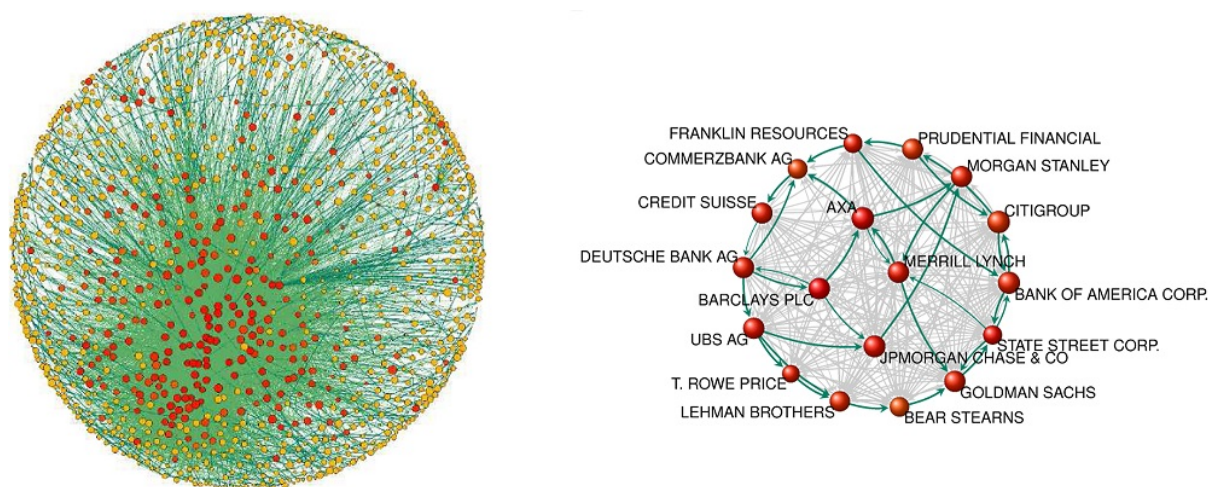 FRANKLIN RESOURCES
PRUDENTIAL FINANCIAL
COMMERZBANK AG
MORGAN STANLEY
CREDIT SUISSE
AXA
CITIGROUP
DEUTSCHE BANK AG
MERRILL LYNCH
BARCLAYS PLC
BANK OF AMERICA CORP.
UBS AG
STATE STREET CORP.
JPMORGAN CHASE & CO
T. ROWE PRICE
GOLDMAN SACHS
LEHMAN BROTHERS
BEAR STEARNS